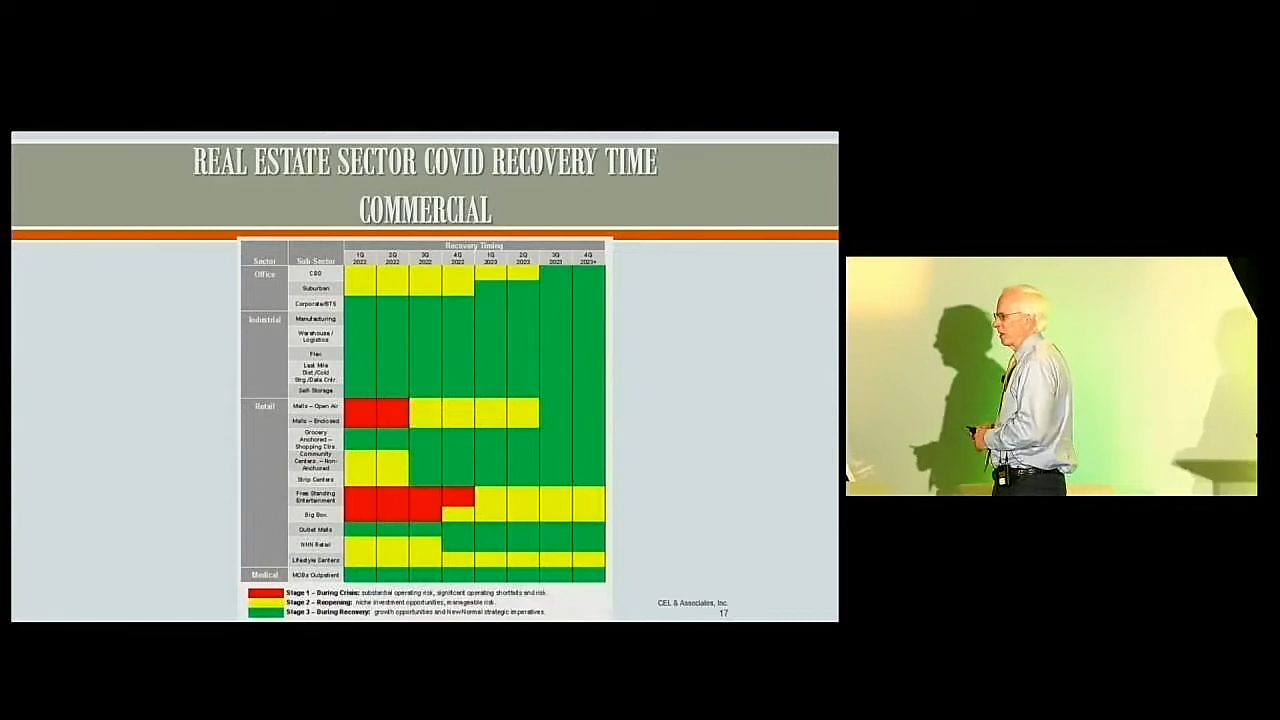 REAL ESTATE SECTOR COVID RECOVERY TIME
COMMERCIAL
Recovery Timing
Sector Sub-Sector 1Q 2022 2Q 2022 3Q 2022 4Q 2022 1Q 2023 2Q 2023 3Q 2023 4Q 2023+
Office CBD
Suburban
Corporate/BTS
Industrial Manufacturing
Warehouse /
Logistics
Flex
Last Mile
Dist./Cold
Strg./Data Cntr.
Self-Storage
Retail Malls – Open Air
Malls – Enclosed
Grocery
Anchored –
Shopping Ctrs.
Community
Centers – Non-
Anchored
Strip Centers
Free Standing
Entertainment
Big Box
Outlet Malls
NNN Retail
Lifestyle Centers
Medical MOBs Outpatient
Stage 1 – During Crisis: substantial operating risk, significant operating shortfalls and risk.
Stage 2 – Reopening: niche investment opportunities, manageable risk.
Stage 3 – During Recovery: growth opportunities and New Normal strategic imperatives.
CEL & Associates, Inc.
17